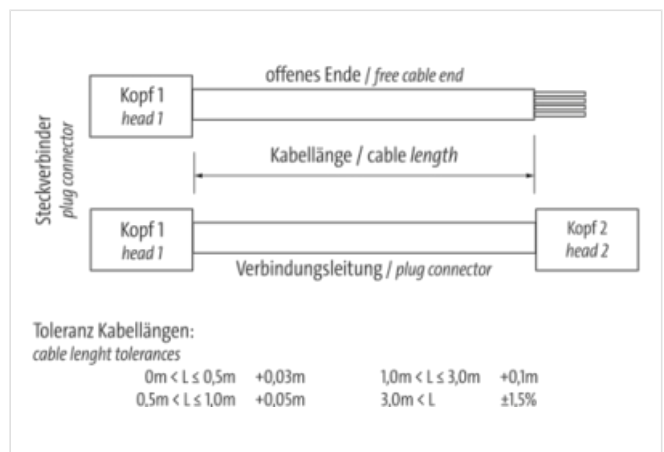 offenes Ende / free cable end
Kopf 1
head 1
Kabellänge / cable length
Steckverbinder
plug connector
Kopf 1
head 1
Kopf 2
head 2
Verbindungsleitung / plug connector
Toleranz Kabellängen:
cable lenght tolerances
0m < L ≤ 0,5m +0,03m 1,0m < L ≤ 3,0m +0,1m
0,5m < L ≤ 1,0m +0,05m 3,0m < L ±1,5%